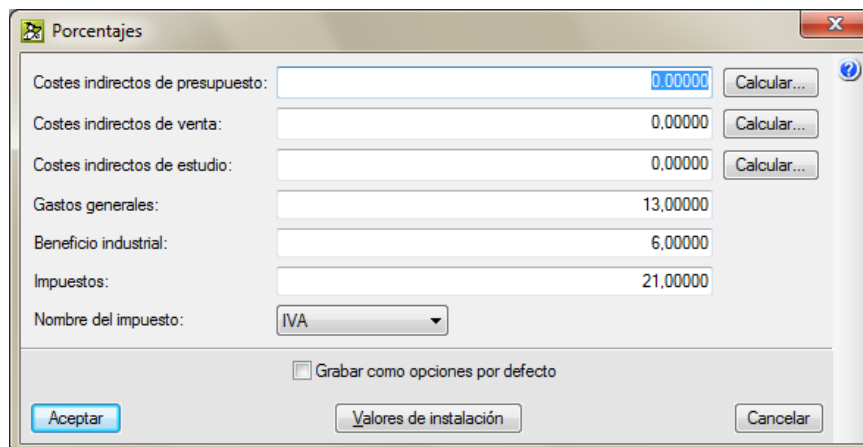 Porcentajes
Costes indirectos de presupuesto: 0.00000 Calcular...
Costes indirectos de venta: 0,00000 Calcular...
Costes indirectos de estudio: 0,00000 Calcular...
Gastos generales: 13,00000
Beneficio industrial: 6,00000
Impuestos: 21,00000
Nombre del impuesto: IVA
Grabar como opciones por defecto
Aceptar Valores de instalación Cancelar